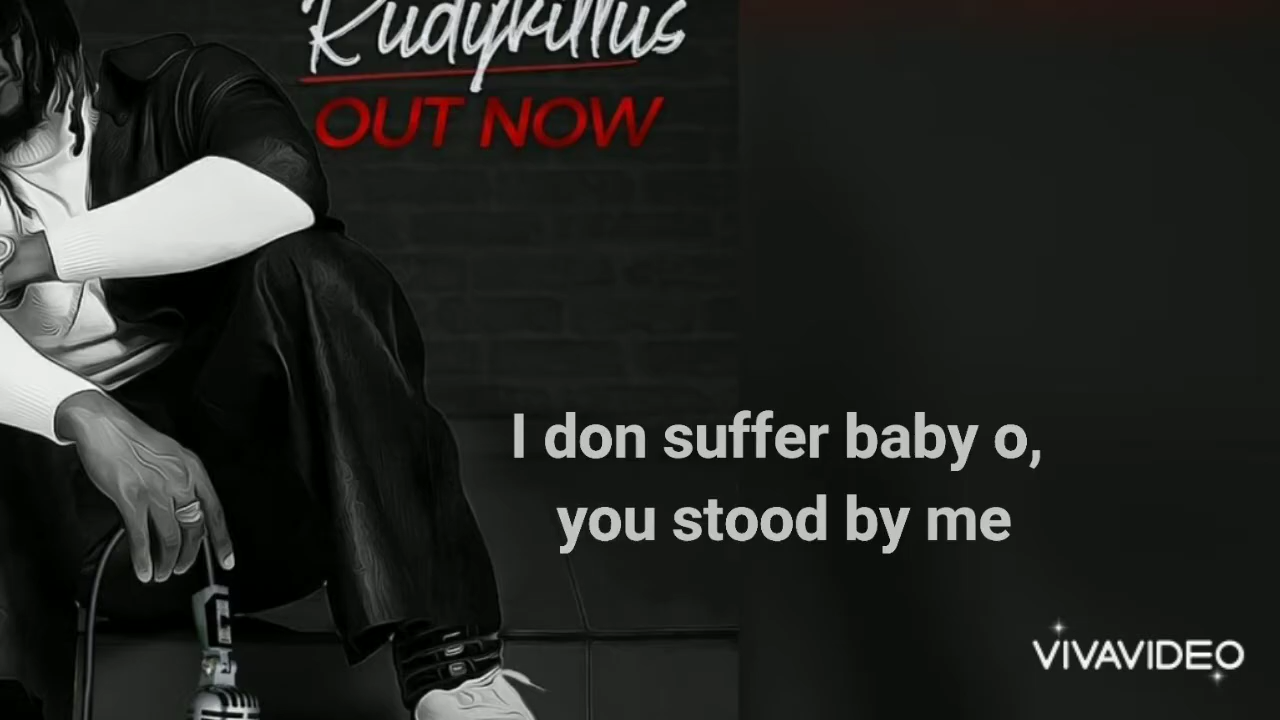 Rudykillus
OUT NOW
I don suffer baby o,
you stood by me
VIVAVIDEO